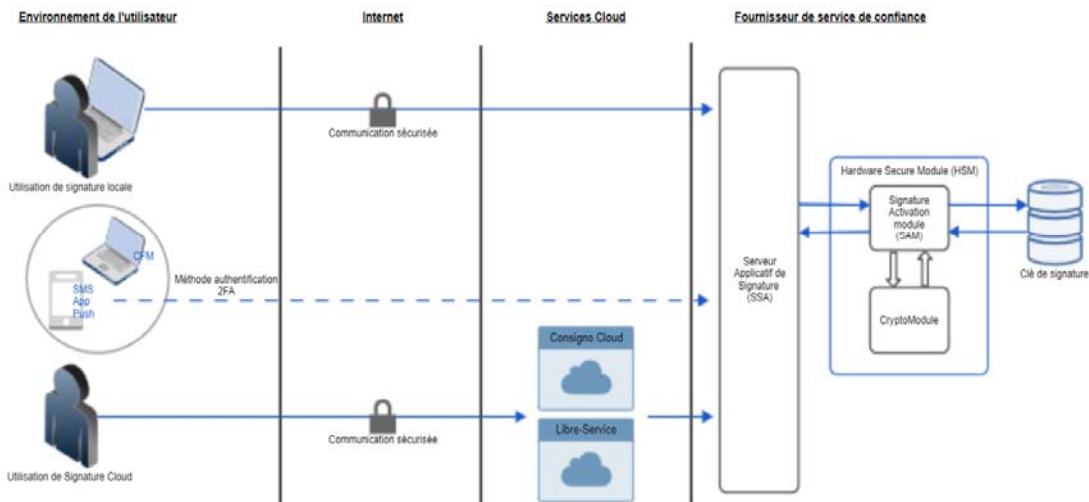 Environnement de l'utilisateur
Internet
Services Cloud
Fournisseur de service de confiance
Communication sécurisée
Utilisation de signature locale
Hardware Secure Module (HSM)
Signature
Activation
module
(SAM)
Clé de signature
CFM
SMS
App
Push
Méthode authentification
2FA
Serveur
Applicatif de
Signature
(SSA)
CryptoModule
Consigno Cloud
Libre-Service
Communication sécurisée
Utilisation de Signature Cloud